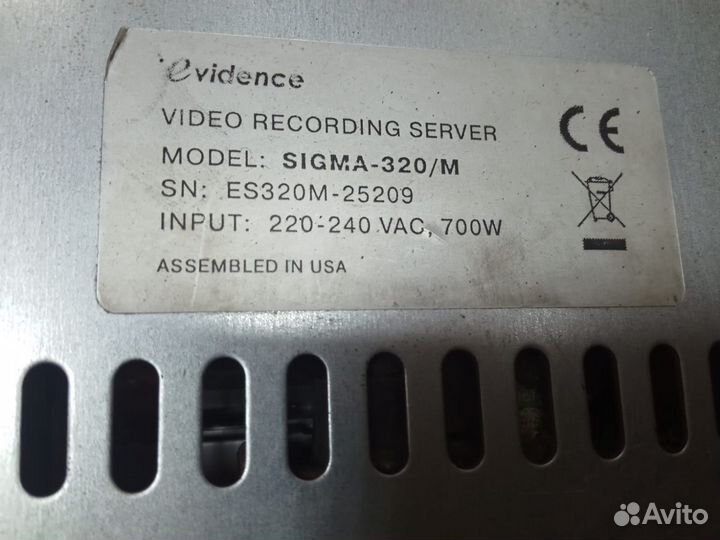 evidence
VIDEO RECORDING SERVER
MODEL: SIGMA-320/M
SN: ES320M-25209
INPUT: 220-240 VAC, 700W
ASSEMBLED IN USA
CE
Avito